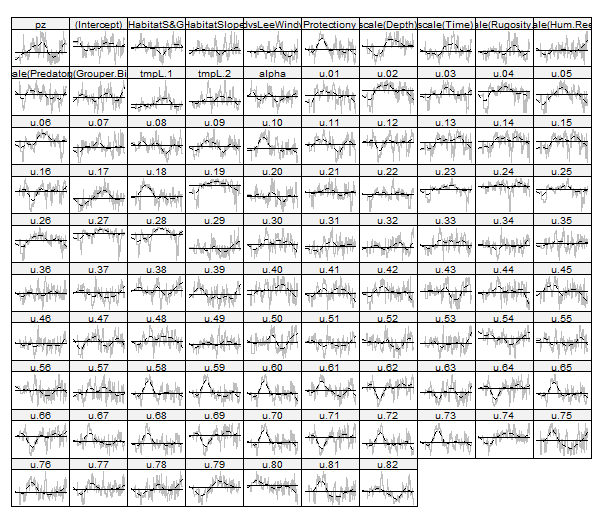 pz (Intercept) HabitatS&G HabitatSlope dvsLeeWind Protectiony scale(Depth) scale(Time) ale(Rugosity ale(Hum.Ree
ale(Predator (Grouper.Bi tmpL.1 tmpL.2 alpha u.01 u.02 u.03 u.04 u.05
u.06 u.07 u.08 u.09 u.10 u.11 u.12 u.13 u.14 u.15
u.16 u.17 u.18 u.19 u.20 u.21 u.22 u.23 u.24 u.25
u.26 u.27 u.28 u.29 u.30 u.31 u.32 u.33 u.34 u.35
u.36 u.37 u.38 u.39 u.40 u.41 u.42 u.43 u.44 u.45
u.46 u.47 u.48 u.49 u.50 u.51 u.52 u.53 u.54 u.55
u.56 u.57 u.58 u.59 u.60 u.61 u.62 u.63 u.64 u.65
u.66 u.67 u.68 u.69 u.70 u.71 u.72 u.73 u.74 u.75
u.76 u.77 u.78 u.79 u.80 u.81 u.82